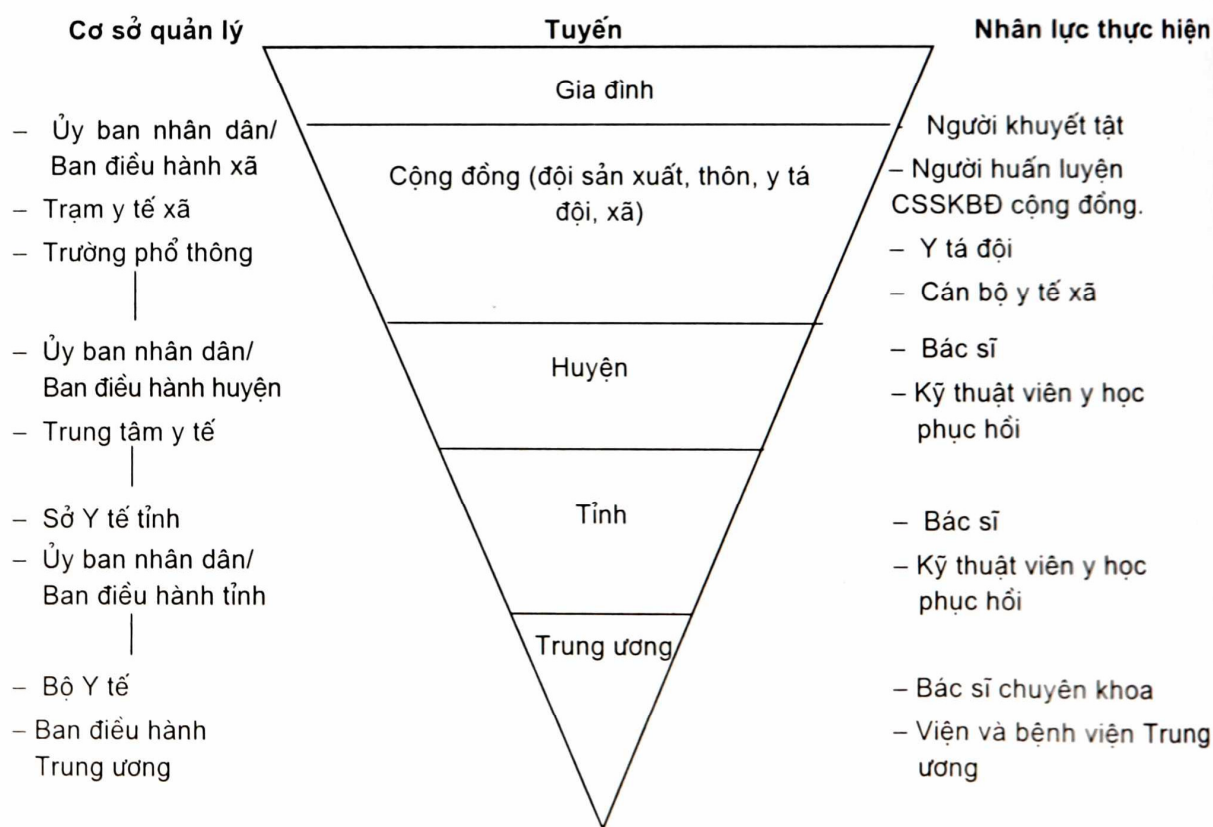 Cơ sở quản lý
Tuyến
Nhân lực thực hiện
Gia đình
– Ủy ban nhân dân/
Ban điều hành xã
– Trạm y tế xã
– Trường phổ thông
Cộng đồng (đội sản xuất, thôn, y tá
đội, xã)
- Người khuyết tật
– Người huấn luyện
CSSKBĐ cộng đồng.
– Y tá đội
– Cán bộ y tế xã
– Ủy ban nhân dân/
Ban điều hành huyện
– Trung tâm y tế
Huyện
– Bác sĩ
– Kỹ thuật viên y học
phục hồi
– Sở Y tế tỉnh
– Ủy ban nhân dân/
Ban điều hành tỉnh
Tỉnh
– Bác sĩ
– Kỹ thuật viên y học
phục hồi
Trung ương
– Bộ Y tế
– Ban điều hành
Trung ương
– Bác sĩ chuyên khoa
– Viện và bệnh viện Trung
ương